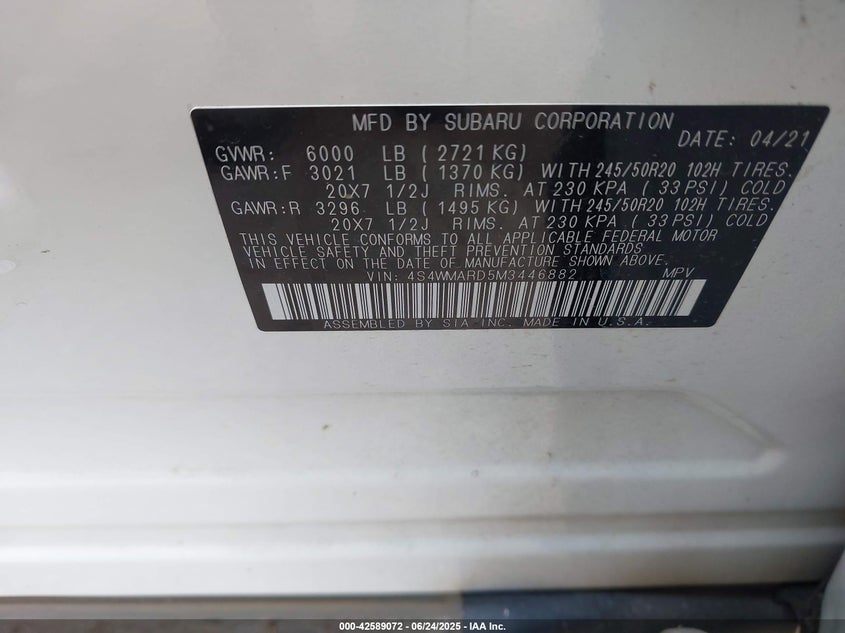 MFD BY SUBARU CORPORATION
DATE: 04/21
GVWR: 6000 LB ( 2721 KG)
GAWR:F 3021 LB ( 1370 KG) WITH 245/50R20 102H TIRES.
20X7 1/2J RIMS. AT 230 KPA ( 33 PSI) COLD
GAWR:R 3296 LB ( 1495 KG) WITH 245/50R20 102H TIRES.
20X7 1/2J RIMS. AT 230 KPA ( 33 PSI) COLD
THIS VEHICLE CONFORMS TO ALL APPLICABLE FEDERAL MOTOR
VEHICLE SAFETY AND THEFT PREVENTION STANDARDS
IN EFFECT ON THE DATE OF MANUFACTURE SHOWN ABOVE.
VIN: 4S4WMARD5M3446882 MPV
ASSEMBLED BY SIA-INC. MADE IN U.S.A.
000-42589072 - 06/24/2025 - IAA Inc.